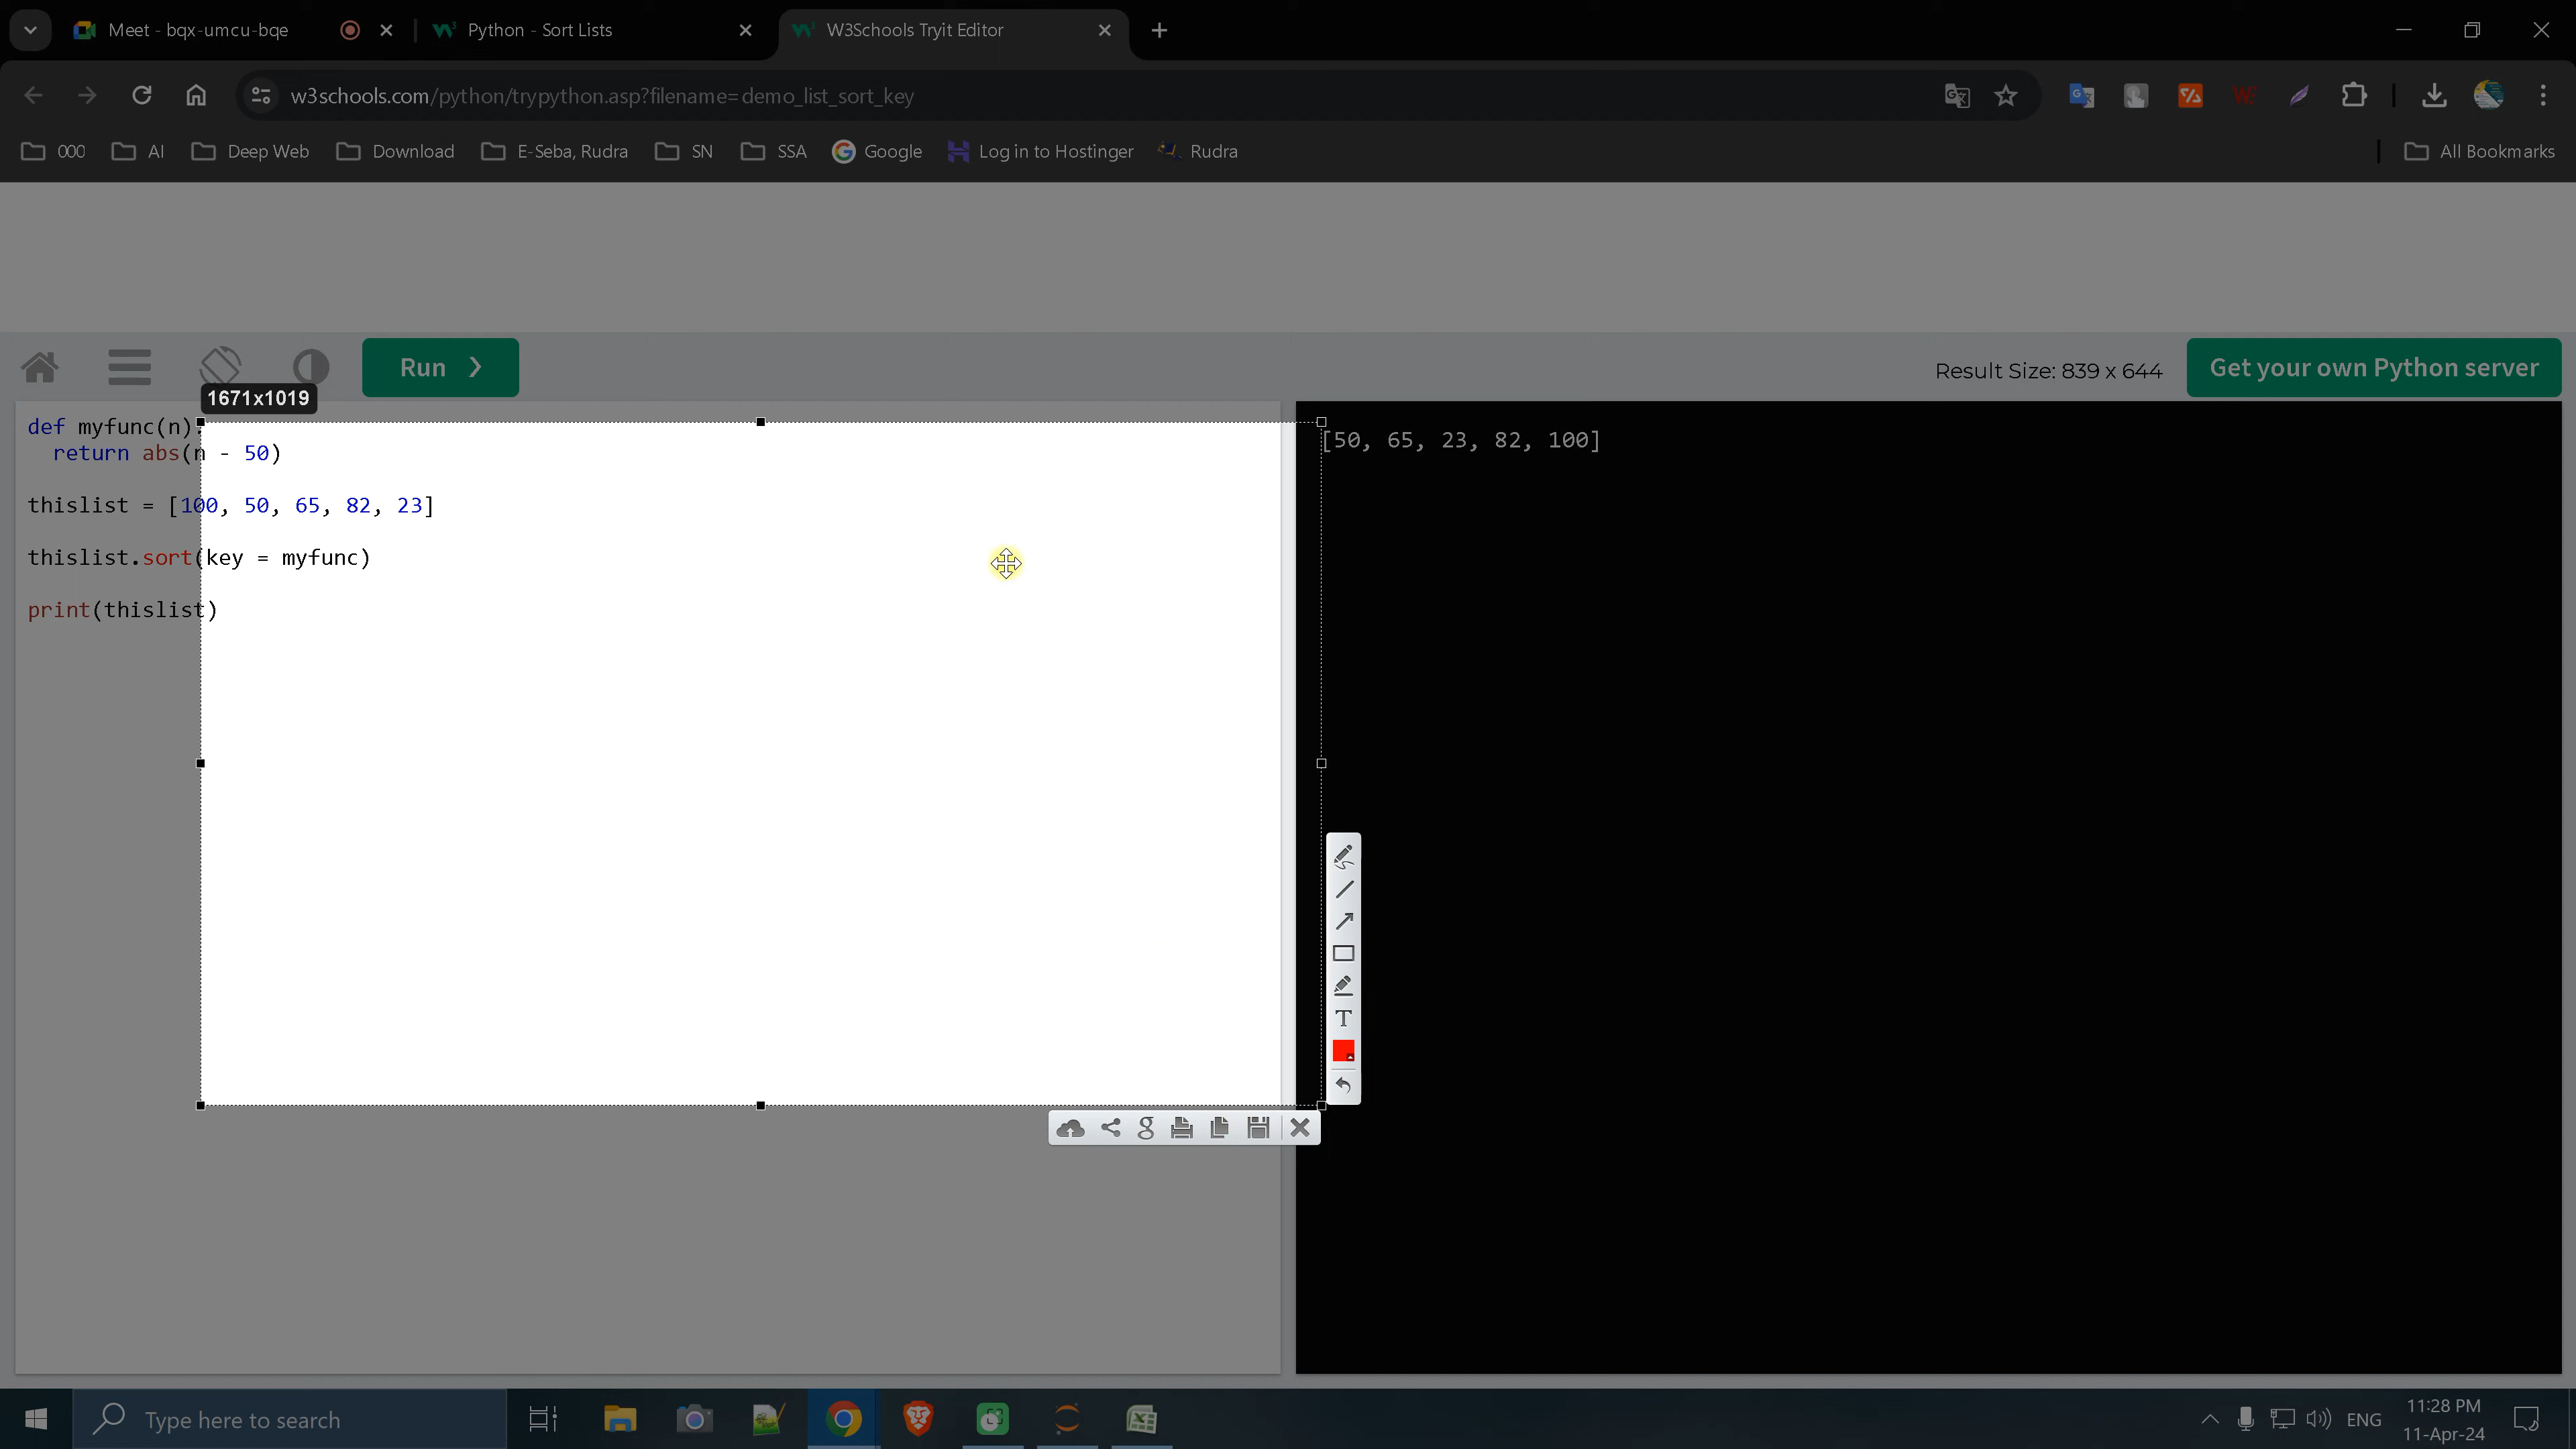 Meet - bqx-umcu-bqe
Python - Sort Lists
W3Schools Tryit Editor
w3schools.com/python/trypython.asp?filename=demo_list_sort_key
000
AI
Deep Web
Download
E-Seba, Rudra
SN
SSA
Google
Log in to Hostinger
Rudra
All Bookmarks
Run ❯
Result Size: 839 x 644
Get your own Python server
1671x1019
def myfunc(n):
return abs(n - 50)
thislist = [100, 50, 65, 82, 23]
thislist.sort(key = myfunc)
print(thislist)
[50, 65, 23, 82, 100]
Type here to search
ENG
11:28 PM
11-Apr-24